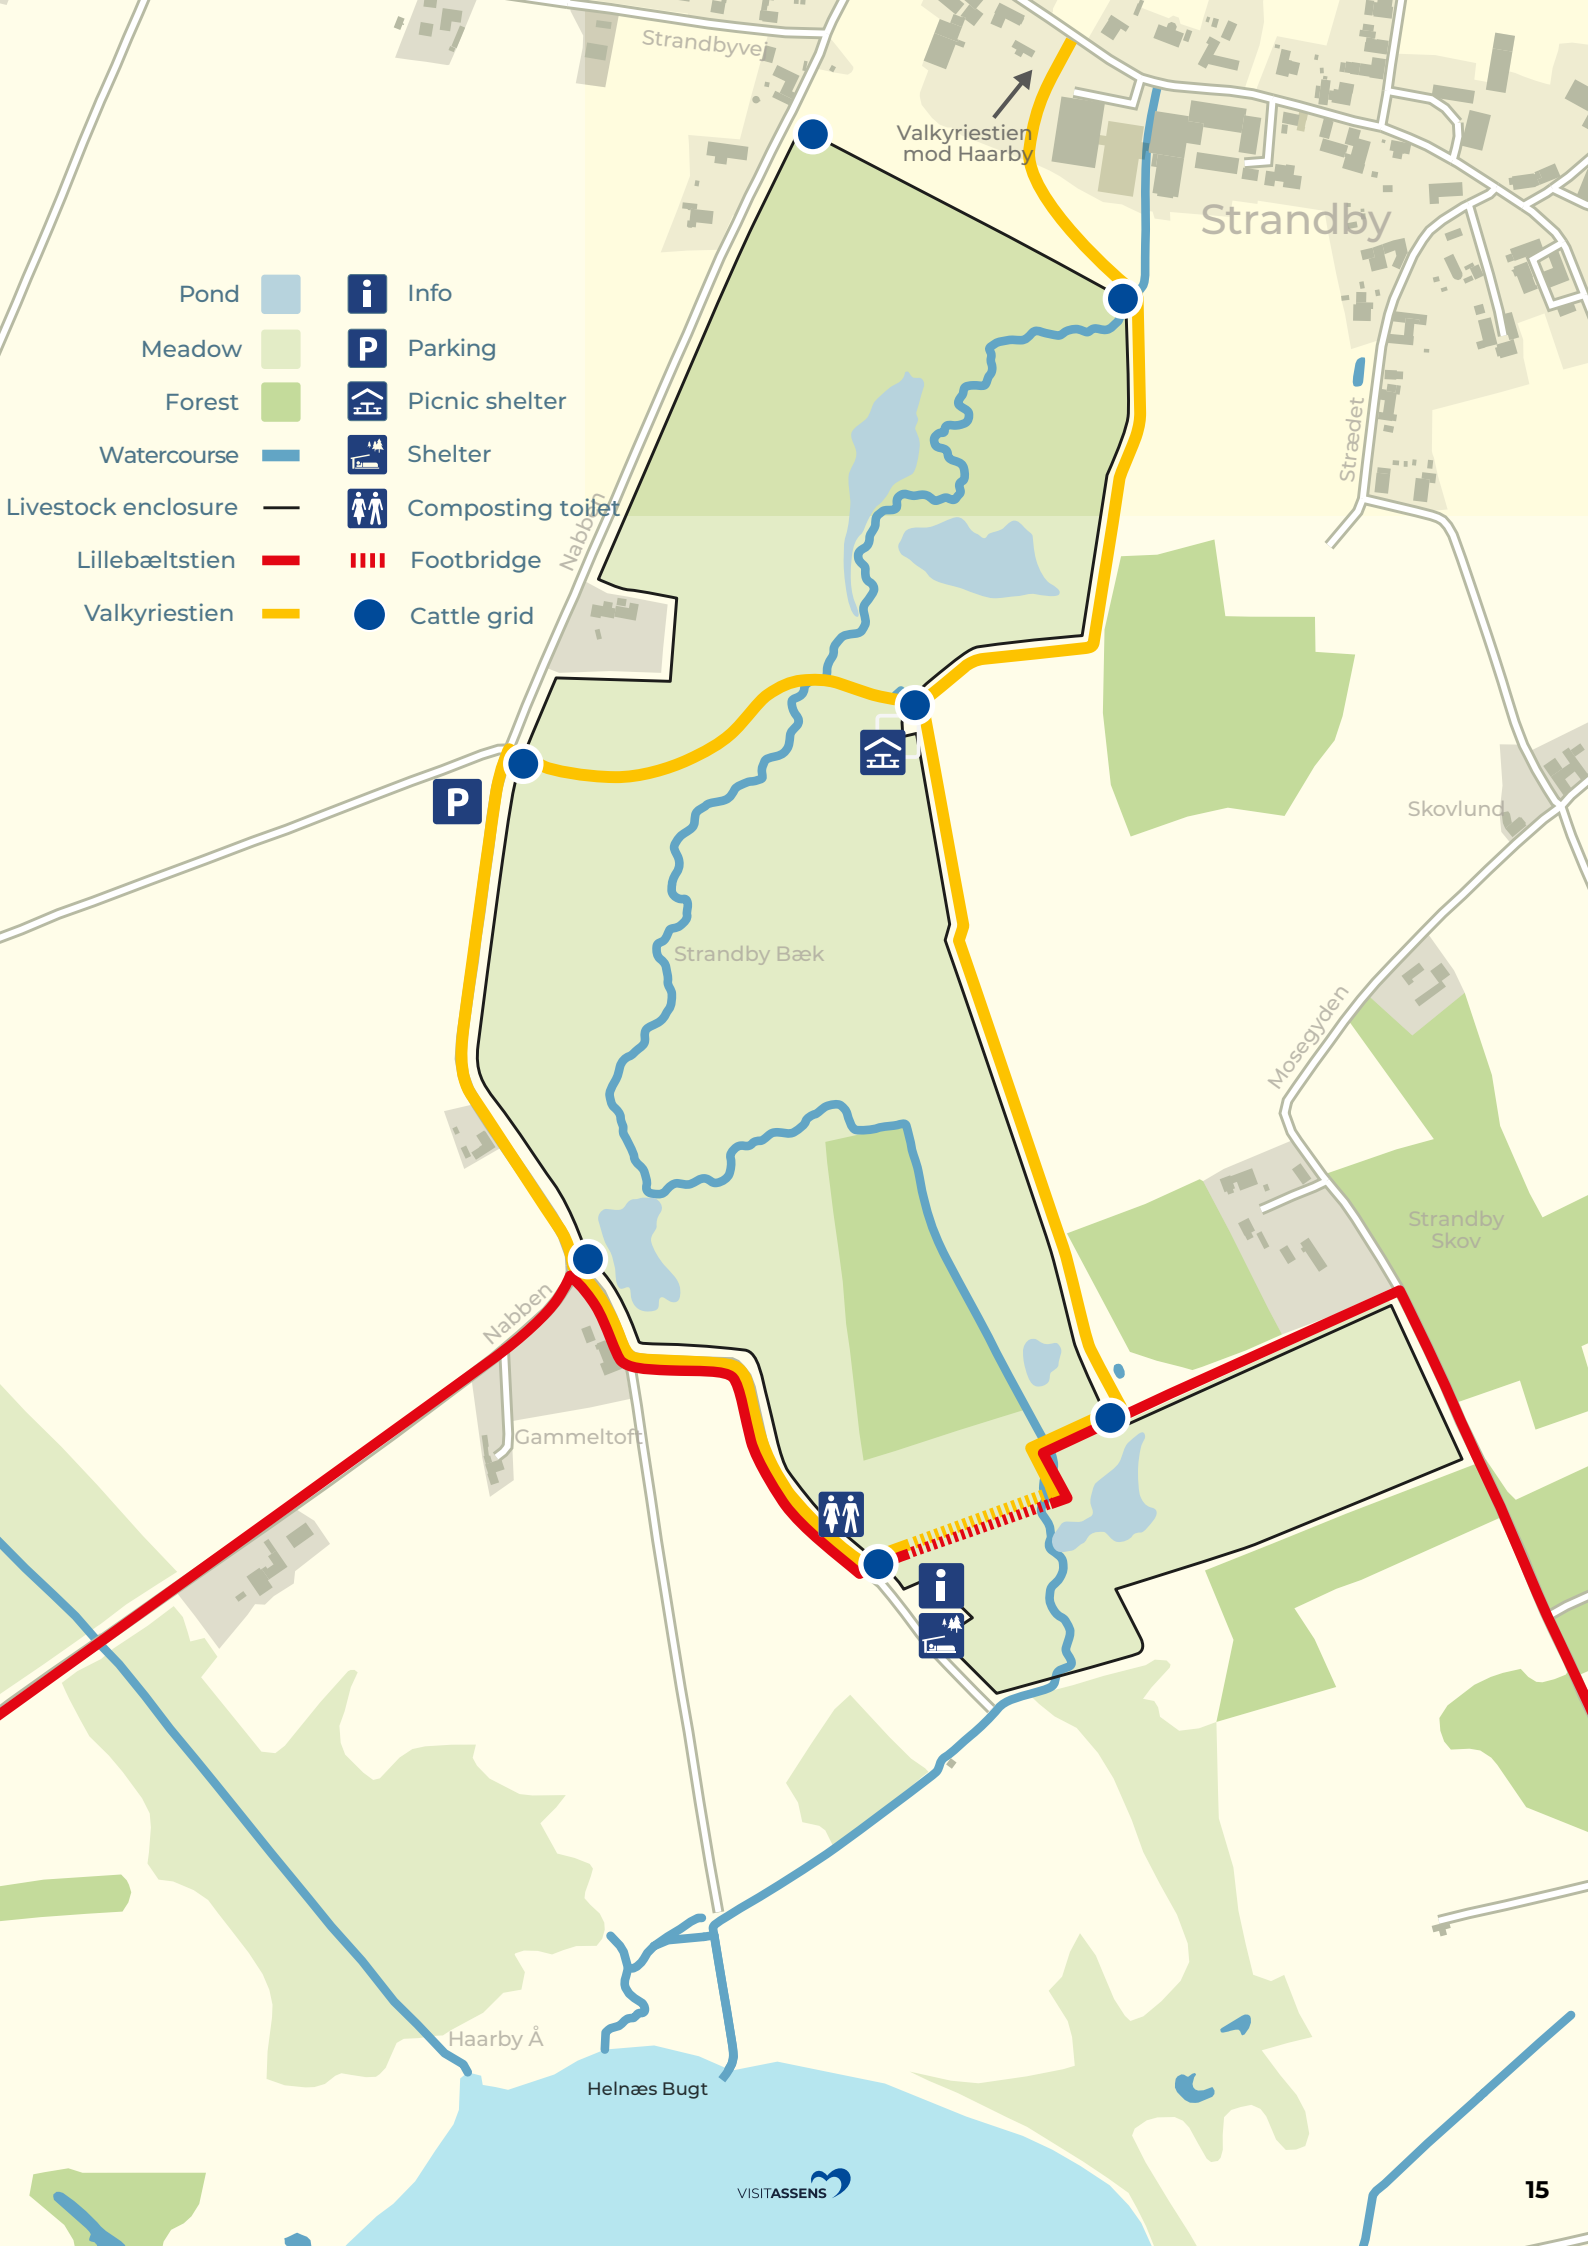 Strandbyvej
Valkyriestien
mod Haarby
Strandby
Pond
Info
Meadow
P
Parking
Forest
Picnic shelter
Watercourse
Shelter
Livestock enclosure
Composting toilet
Lillebæltstien
Footbridge
Valkyriestien
Cattle grid
Nabben
Strædet
P
Skovlund
Strandby Bæk
Mosegyden
Strandby
Skov
Nabben
Gammeltoft
Haarby Å
Helnæs Bugt
VISITASSENS
15